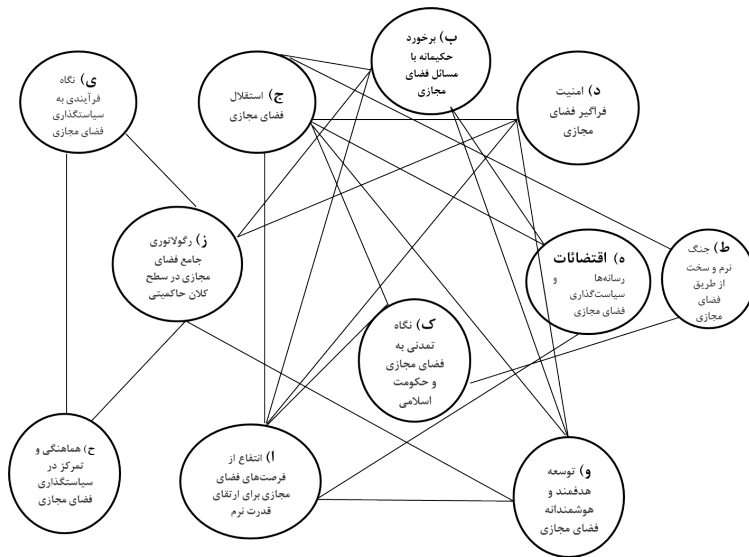 ب) برخورد
حکیمانه با
مسائل فضای
مجازی
د) امنیت
فراگیر فضای
مجازی
ج) استقلال
فضای مجازی
ی) نگاه
فرآیندی به
سیاستگذاری
فضای مجازی
ز) رگولاتوری
جامع فضای
مجازی در سطح
کلان حاکمیتی
ه) اقتضائات
رسانه‌ها و
سیاست‌گذاری
فضای مجازی
ط) جنگ
نرم و سخت
از طریق
فضای
مجازی
ک) نگاه
تمدنی به
فضای مجازی
و حکومت
اسلامی
و) توسعه
هدفمند و
هوشمندانه
فضای مجازی
ا) انتفاع از
فرصت‌های فضای
مجازی برای ارتقای
قدرت نرم
ح) هماهنگی و
تمرکز در
سیاستگذاری
فضای مجازی